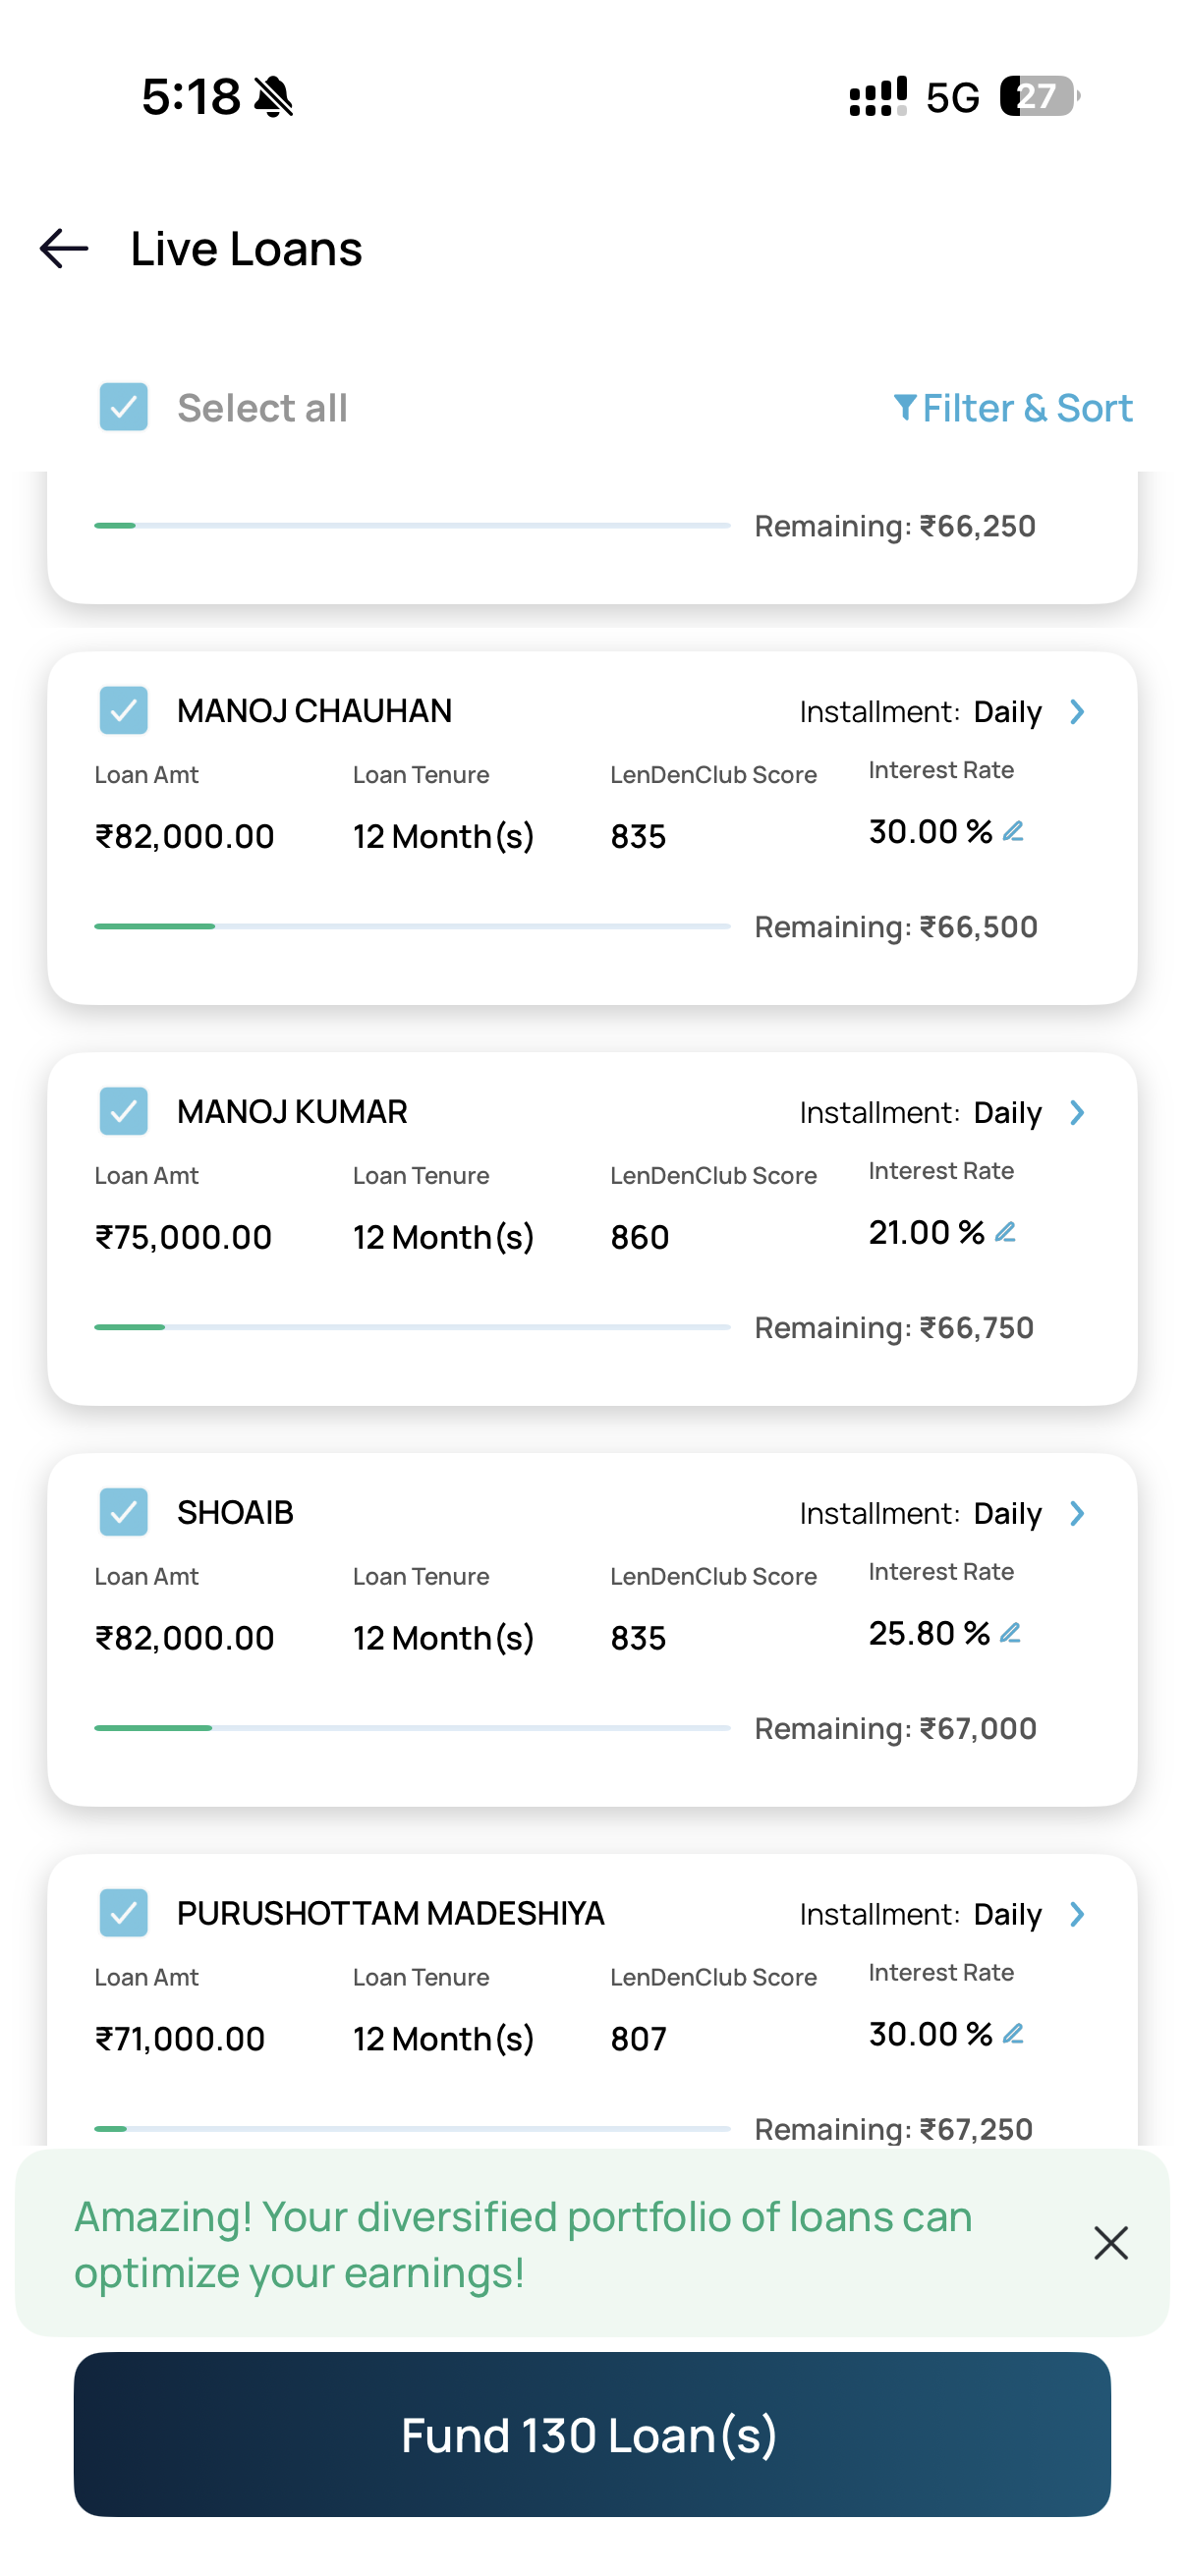 5:18 5G 27
Live Loans
Select all Filter & Sort
Remaining: ₹66,250
MANOJ CHAUHAN Installment: Daily
Loan Amt Loan Tenure LenDenClub Score Interest Rate
₹82,000.00 12 Month(s) 835 30.00 %
Remaining: ₹66,500
MANOJ KUMAR Installment: Daily
Loan Amt Loan Tenure LenDenClub Score Interest Rate
₹75,000.00 12 Month(s) 860 21.00 %
Remaining: ₹66,750
SHOAIB Installment: Daily
Loan Amt Loan Tenure LenDenClub Score Interest Rate
₹82,000.00 12 Month(s) 835 25.80 %
Remaining: ₹67,000
PURUSHOTTAM MADESHIYA Installment: Daily
Loan Amt Loan Tenure LenDenClub Score Interest Rate
₹71,000.00 12 Month(s) 807 30.00 %
Remaining: ₹67,250
Amazing! Your diversified portfolio of loans can
optimize your earnings!
Fund 130 Loan(s)